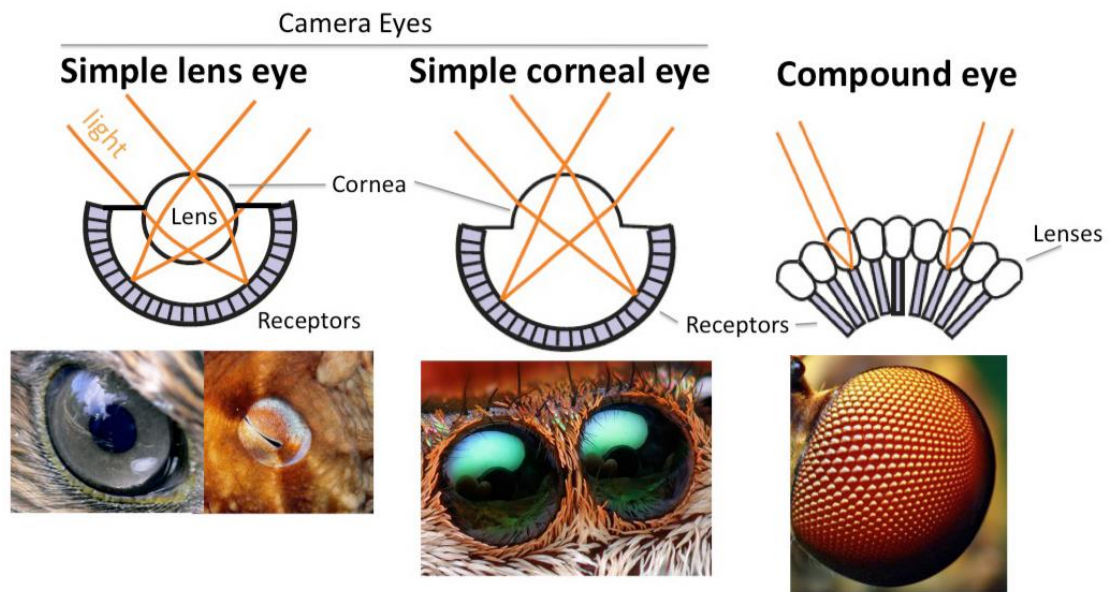 Camera Eyes
Simple lens eye
Simple corneal eye
Compound eye
light
Cornea
Lens
Lenses
Receptors
Receptors